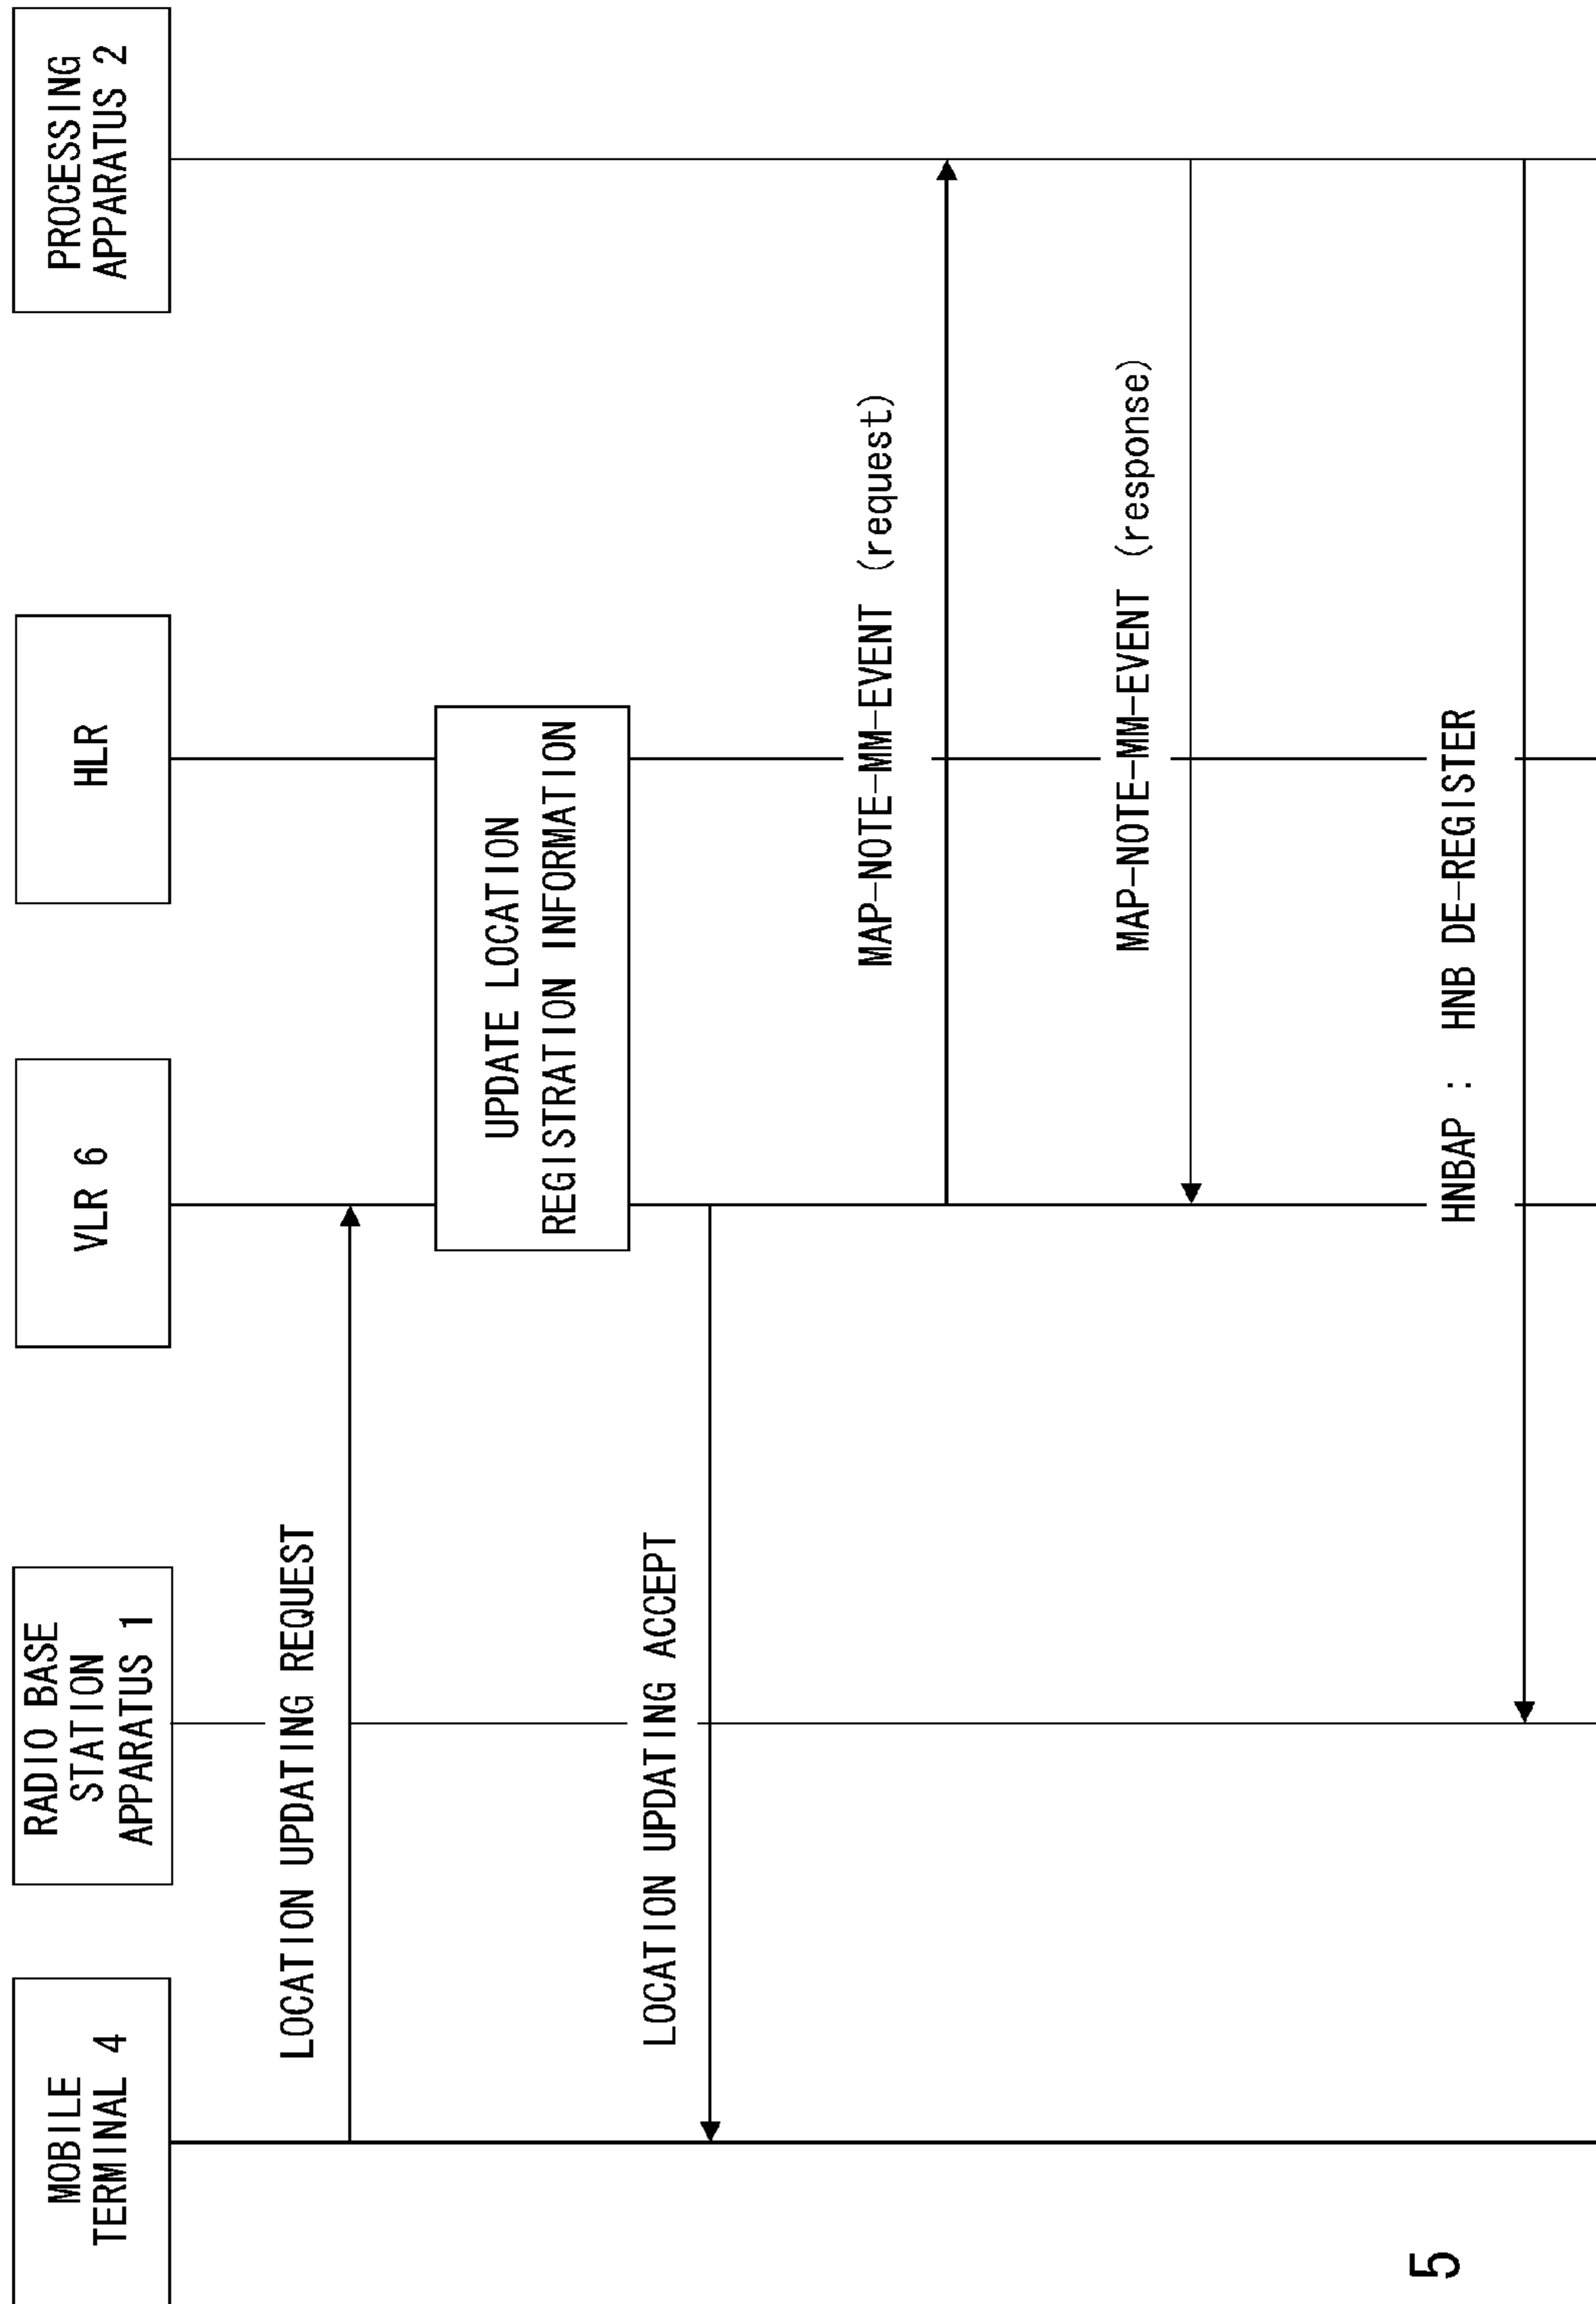 MOBILE
TERMINAL 4
RADIO BASE
STATION
APPARATUS 1
VLR 6
HLR
PROCESSING
APPARATUS 2
LOCATION UPDATING REQUEST
UPDATE LOCATION
REGISTRATION INFORMATION
LOCATION UPDATING ACCEPT
MAP-NOTE-MM-EVENT (request)
MAP-NOTE-MM-EVENT (response)
HNBAP : HNB DE-REGISTER
5